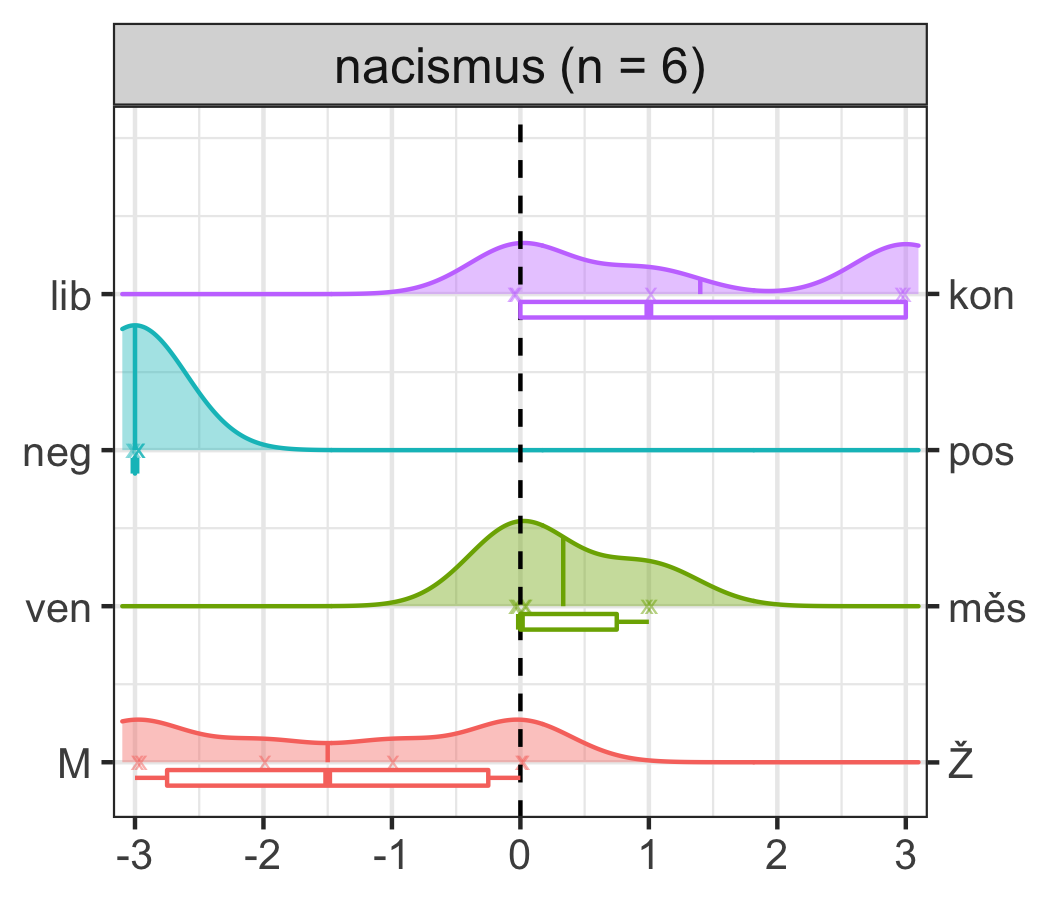 nacismus (n = 6)
lib kon
neg pos
ven měs
M Ž
-3 -2 -1 0 1 2 3